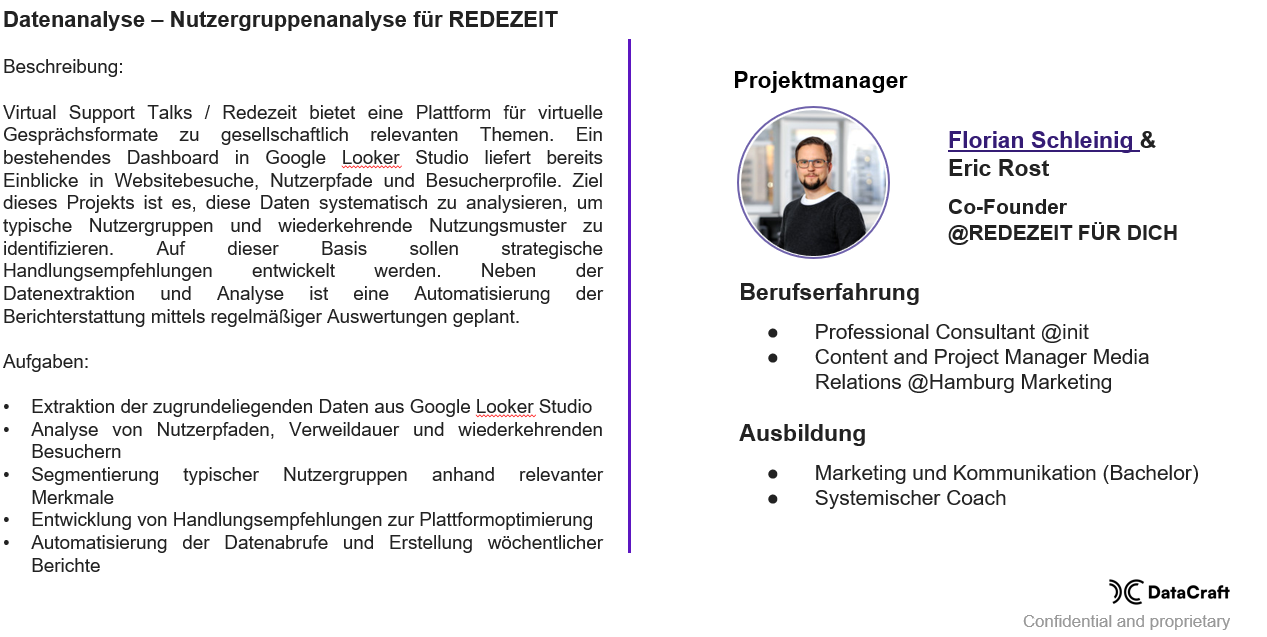 Datenanalyse – Nutzergruppenanalyse für REDEZEIT
Beschreibung:
Virtual Support Talks / Redezeit bietet eine Plattform für virtuelle
Gesprächsformate zu gesellschaftlich relevanten Themen. Ein
bestehendes Dashboard in Google Looker Studio liefert bereits
Einblicke in Websitebesuche, Nutzerpfade und Besucherprofile. Ziel
dieses Projekts ist es, diese Daten systematisch zu analysieren, um
typische Nutzergruppen und wiederkehrende Nutzungsmuster zu
identifizieren. Auf dieser Basis sollen strategische
Handlungsempfehlungen entwickelt werden. Neben der
Datenextraktion und Analyse ist eine Automatisierung der
Berichterstattung mittels regelmäßiger Auswertungen geplant.
Aufgaben:
• Extraktion der zugrundeliegenden Daten aus Google Looker Studio
• Analyse von Nutzerpfaden, Verweildauer und wiederkehrenden
Besuchern
• Segmentierung typischer Nutzergruppen anhand relevanter
Merkmale
• Entwicklung von Handlungsempfehlungen zur Plattformoptimierung
• Automatisierung der Datenabrufe und Erstellung wöchentlicher
Berichte
Projektmanager
Florian Schleinig &
Eric Rost
Co-Founder
@REDEZEIT FÜR DICH
Berufserfahrung
● Professional Consultant @init
● Content and Project Manager Media
Relations @Hamburg Marketing
Ausbildung
● Marketing und Kommunikation (Bachelor)
● Systemischer Coach
DataCraft
Confidential and proprietary